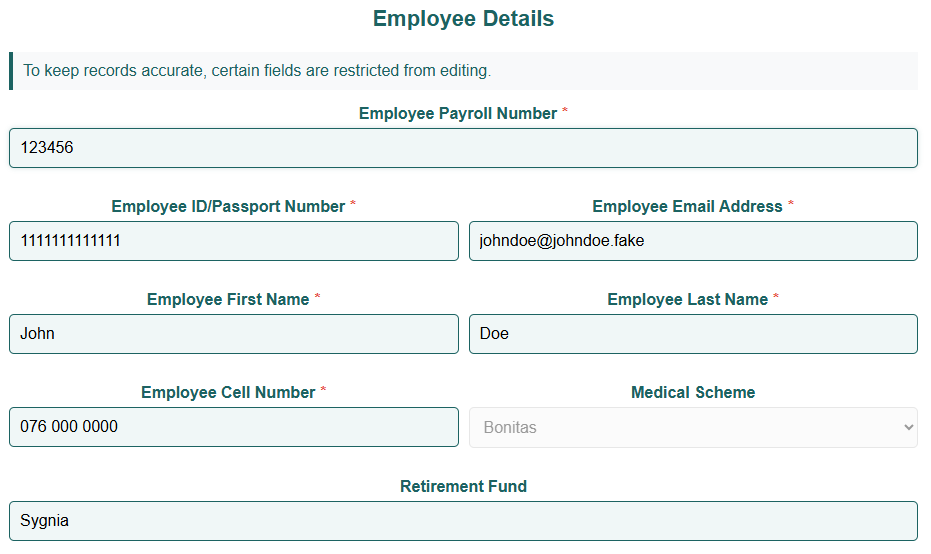 Employee Details
To keep records accurate, certain fields are restricted from editing.
Employee Payroll Number *
123456
Employee ID/Passport Number *
Employee Email Address *
1111111111111
johndoe@johndoe.fake
Employee First Name *
Employee Last Name *
John
Doe
Employee Cell Number *
Medical Scheme
076 000 0000
Bonitas
Retirement Fund
Sygnia